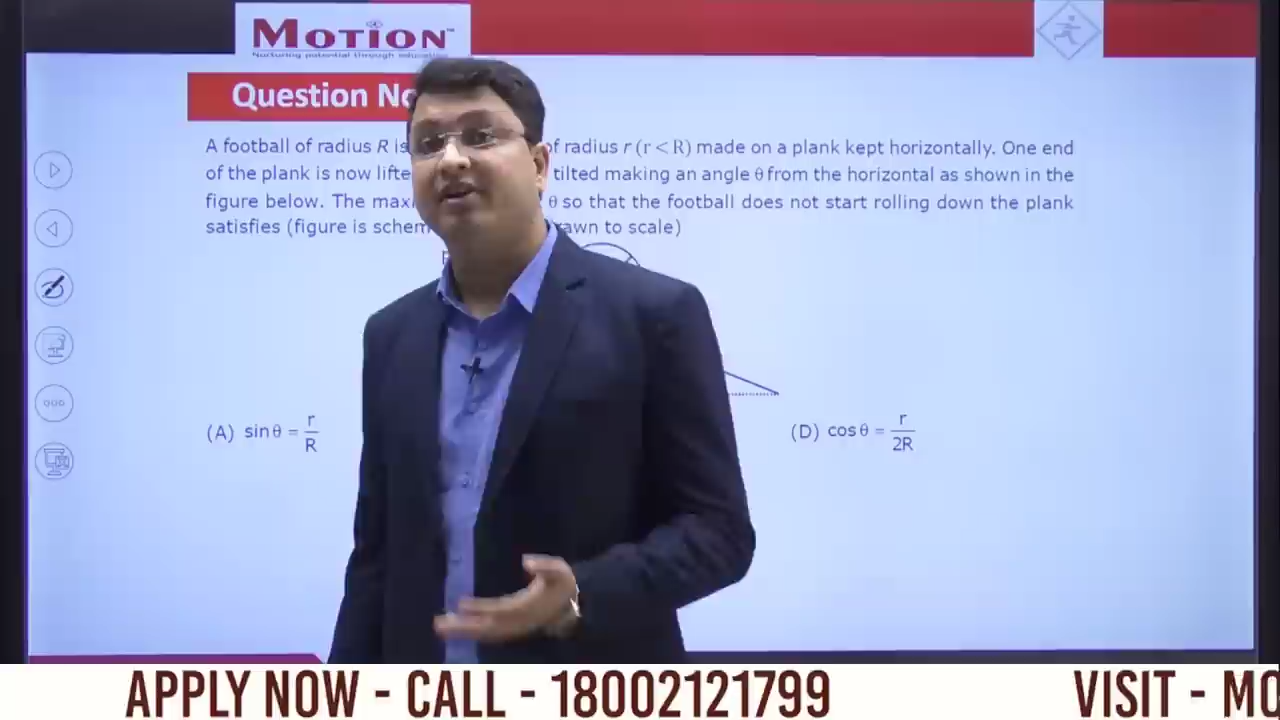 MOTION™
Nurturing potential through education
Question No
A football of radius R is of radius r (r < R) made on a plank kept horizontally. One end
of the plank is now lifte tilted making an angle θ from the horizontal as shown in the
figure below. The maxi θ so that the football does not start rolling down the plank
satisfies (figure is schem rawn to scale)
(A) sinθ = r/R
(D) cosθ = r/2R
APPLY NOW - CALL - 18002121799 VISIT - MO